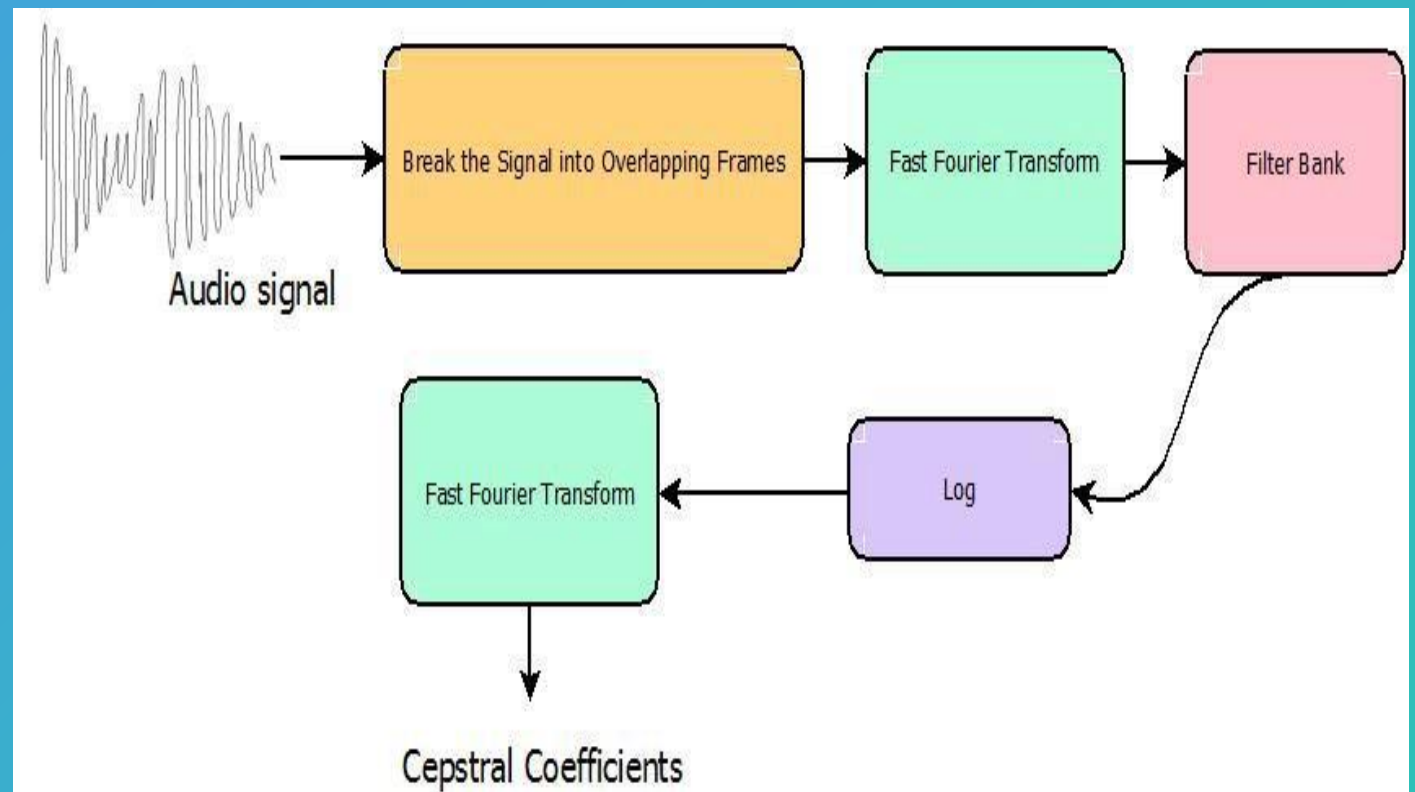 Break the Signal into Overlapping Frames
Fast Fourier Transform
Filter Bank
Audio signal
Log
Fast Fourier Transform
Cepstral Coefficients